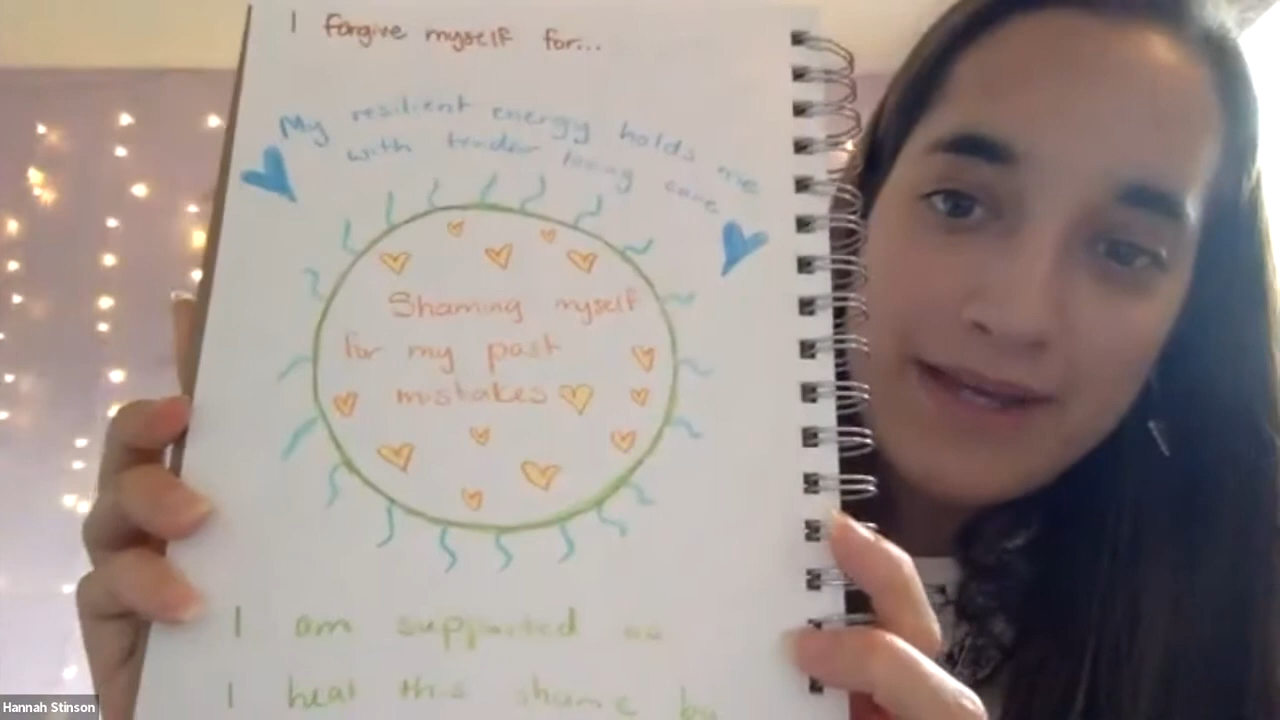 I forgive myself for...
My resilient energy holds me
with tender loving care
Shaming myself
for my past
mistakes
I am supported as
I heal this shame by
Hannah Stinson